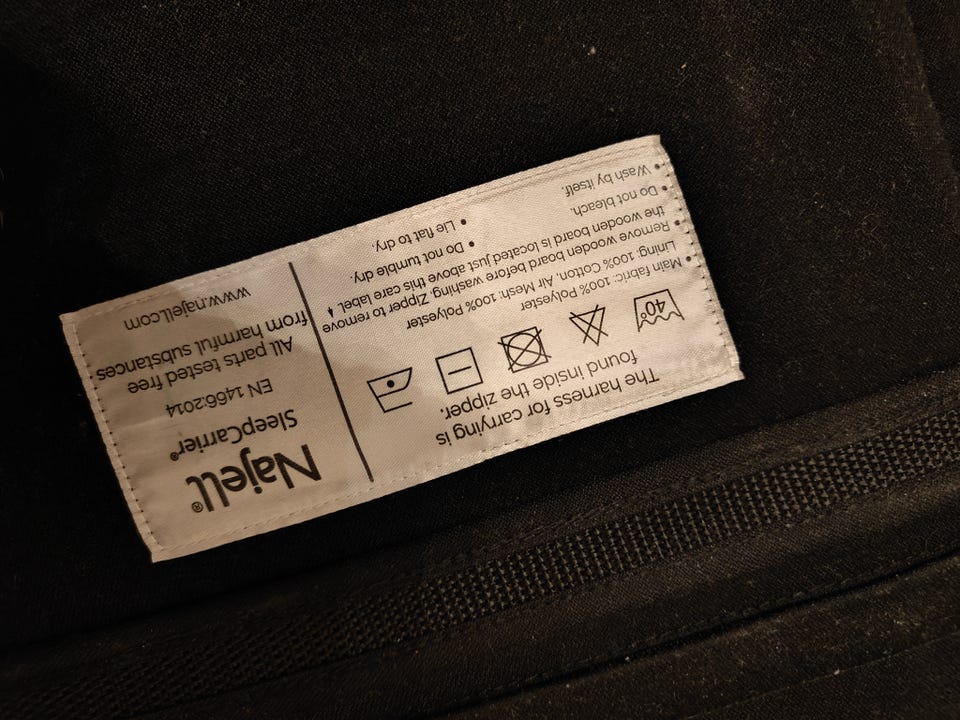 The harness for carrying is
found inside the zipper.
40°
• Main fabric: 100% Polyester
Lining: 100% Cotton, Air Mesh: 100% Polyester
• Remove wooden board before washing. Zipper to remove
the wooden board is located just above this care label. ↑
• Do not bleach. • Do not tumble dry.
• Wash by itself. • Lie flat to dry.
Najell®
SleepCarrier®
EN 1466:2014
All parts tested free
from harmful substances
www.najell.com